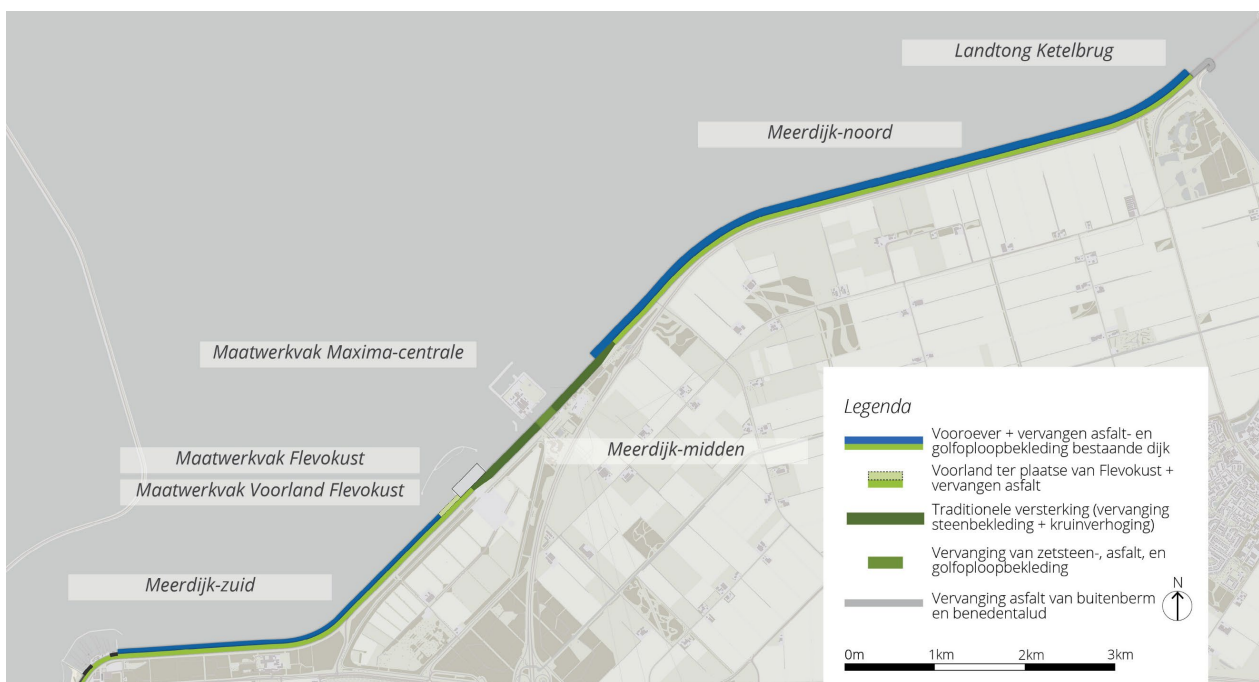 Landtong Ketelbrug
Meerdijk-noord
Maatwerkvak Maxima-centrale
Meerdijk-midden
Maatwerkvak Flevokust
Maatwerkvak Voorland Flevokust
Meerdijk-zuid
Legenda
Vooroever + vervangen asfalt- en
golfoploopbekleding bestaande dijk
Voorland ter plaatse van Flevokust +
vervangen asfalt
Traditionele versterking (vervanging
steenbekleding + kruinverhoging)
Vervanging van zetsteen-, asfalt, en
golfoploopbekleding
Vervanging asfalt van buitenberm
en benedentalud
N
0m 1km 2km 3km